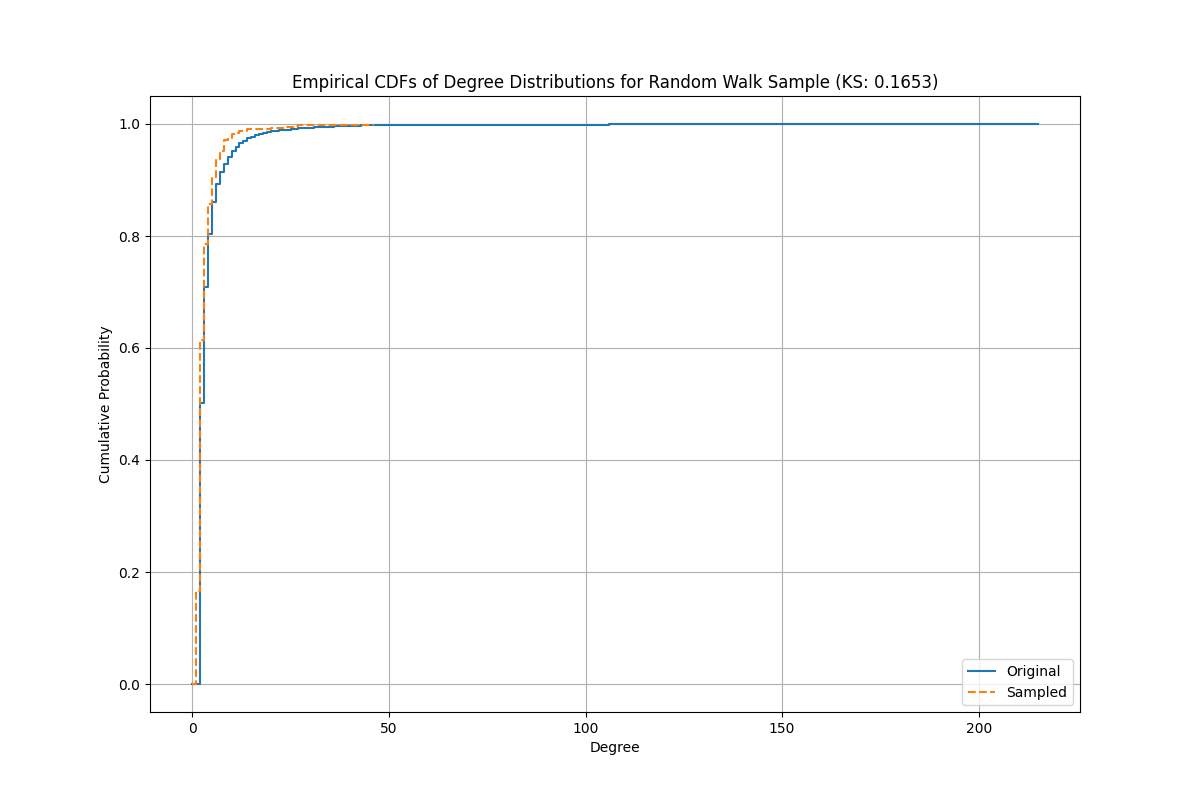 Empirical CDFs of Degree Distributions for Random Walk Sample (KS: 0.1653)
1.0
0.8
0.6
0.4
0.2
0.0
Cumulative Probability
0
50
100
150
200
Degree
Original
Sampled